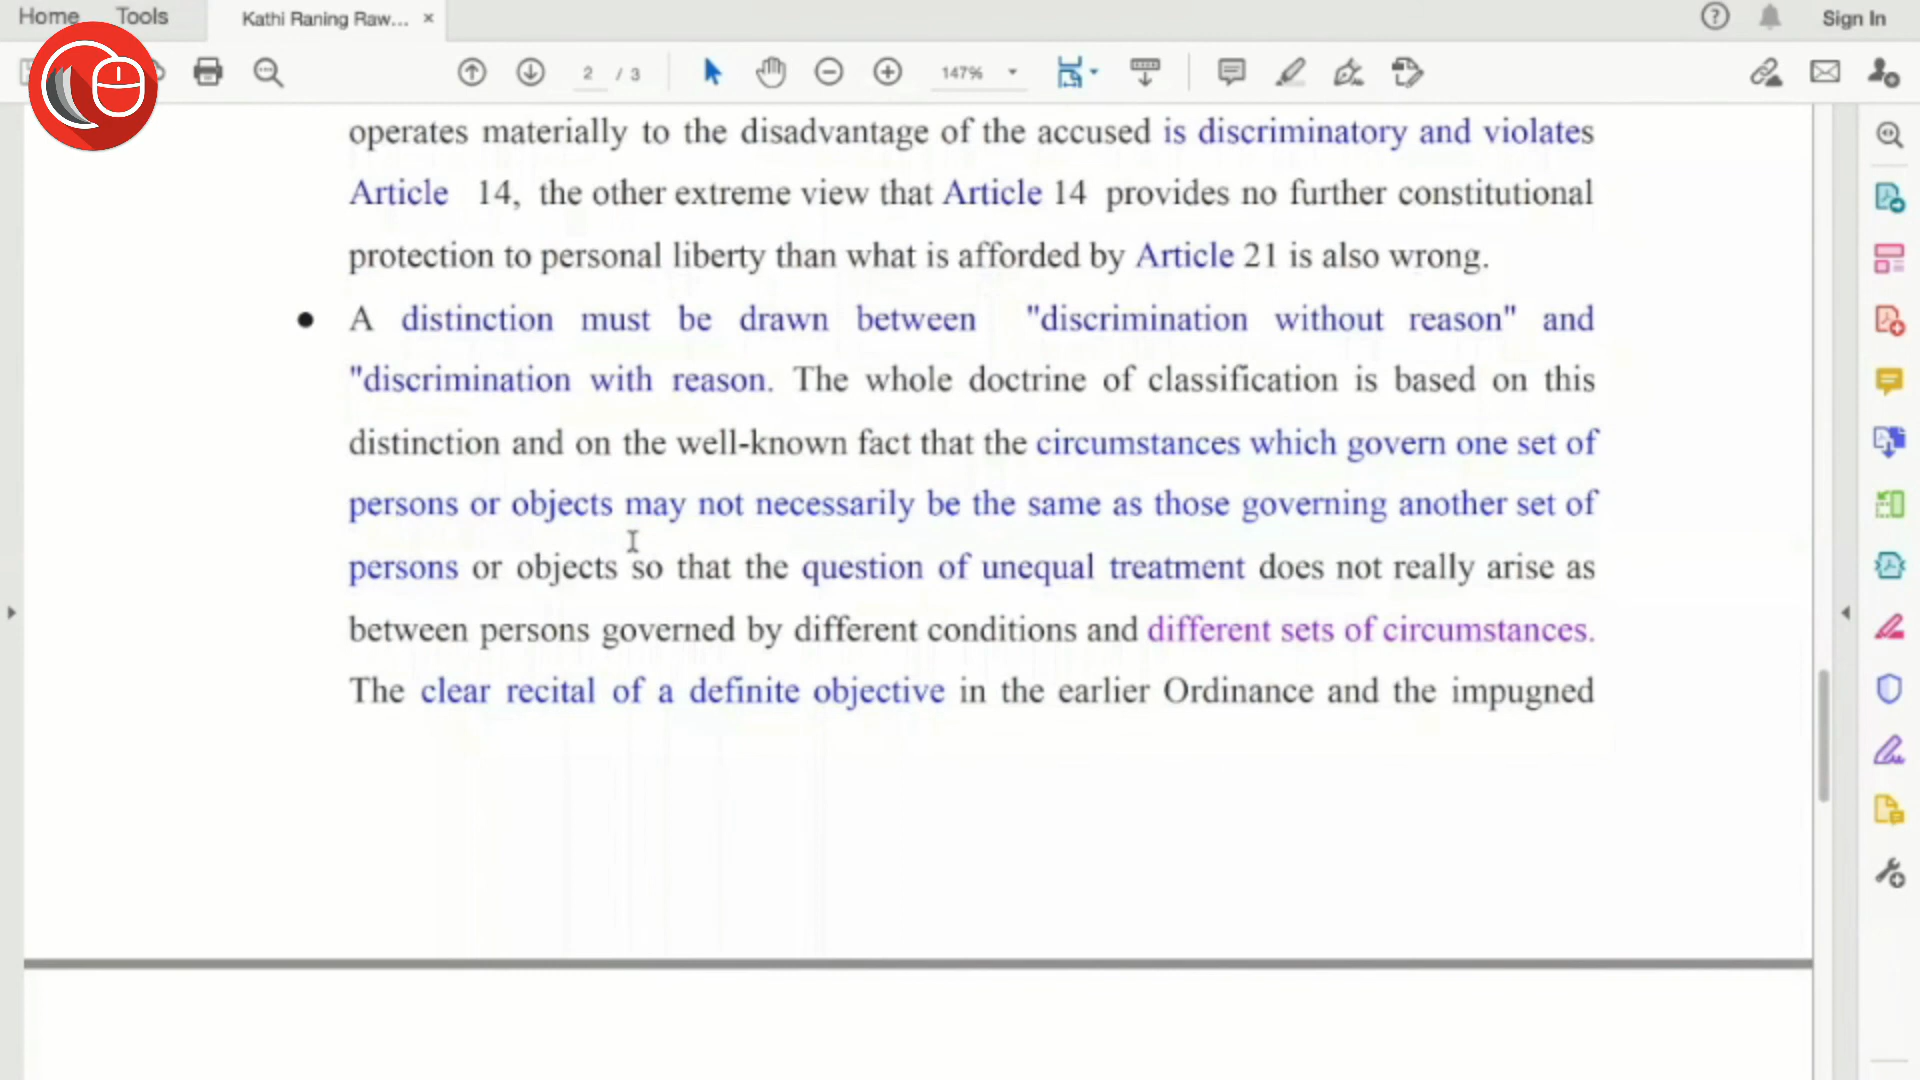 Home Tools Kathi Raning Raw... × Sign In
2 / 3 147%
operates materially to the disadvantage of the accused is discriminatory and violates
Article 14, the other extreme view that Article 14 provides no further constitutional
protection to personal liberty than what is afforded by Article 21 is also wrong.
● A distinction must be drawn between "discrimination without reason" and
"discrimination with reason. The whole doctrine of classification is based on this
distinction and on the well-known fact that the circumstances which govern one set of
persons or objects may not necessarily be the same as those governing another set of
persons or objects so that the question of unequal treatment does not really arise as
between persons governed by different conditions and different sets of circumstances.
The clear recital of a definite objective in the earlier Ordinance and the impugned